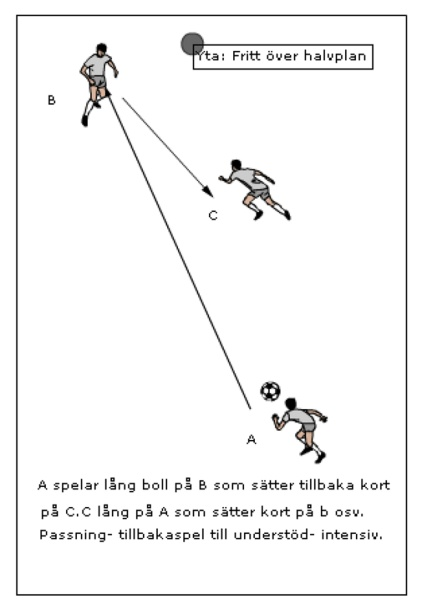 Yta: Fritt över halvplan
B
C
A
A spelar lång boll på B som sätter tillbaka kort
på C.C lång på A som sätter kort på b osv.
Passning- tillbakaspel till understöd- intensiv.